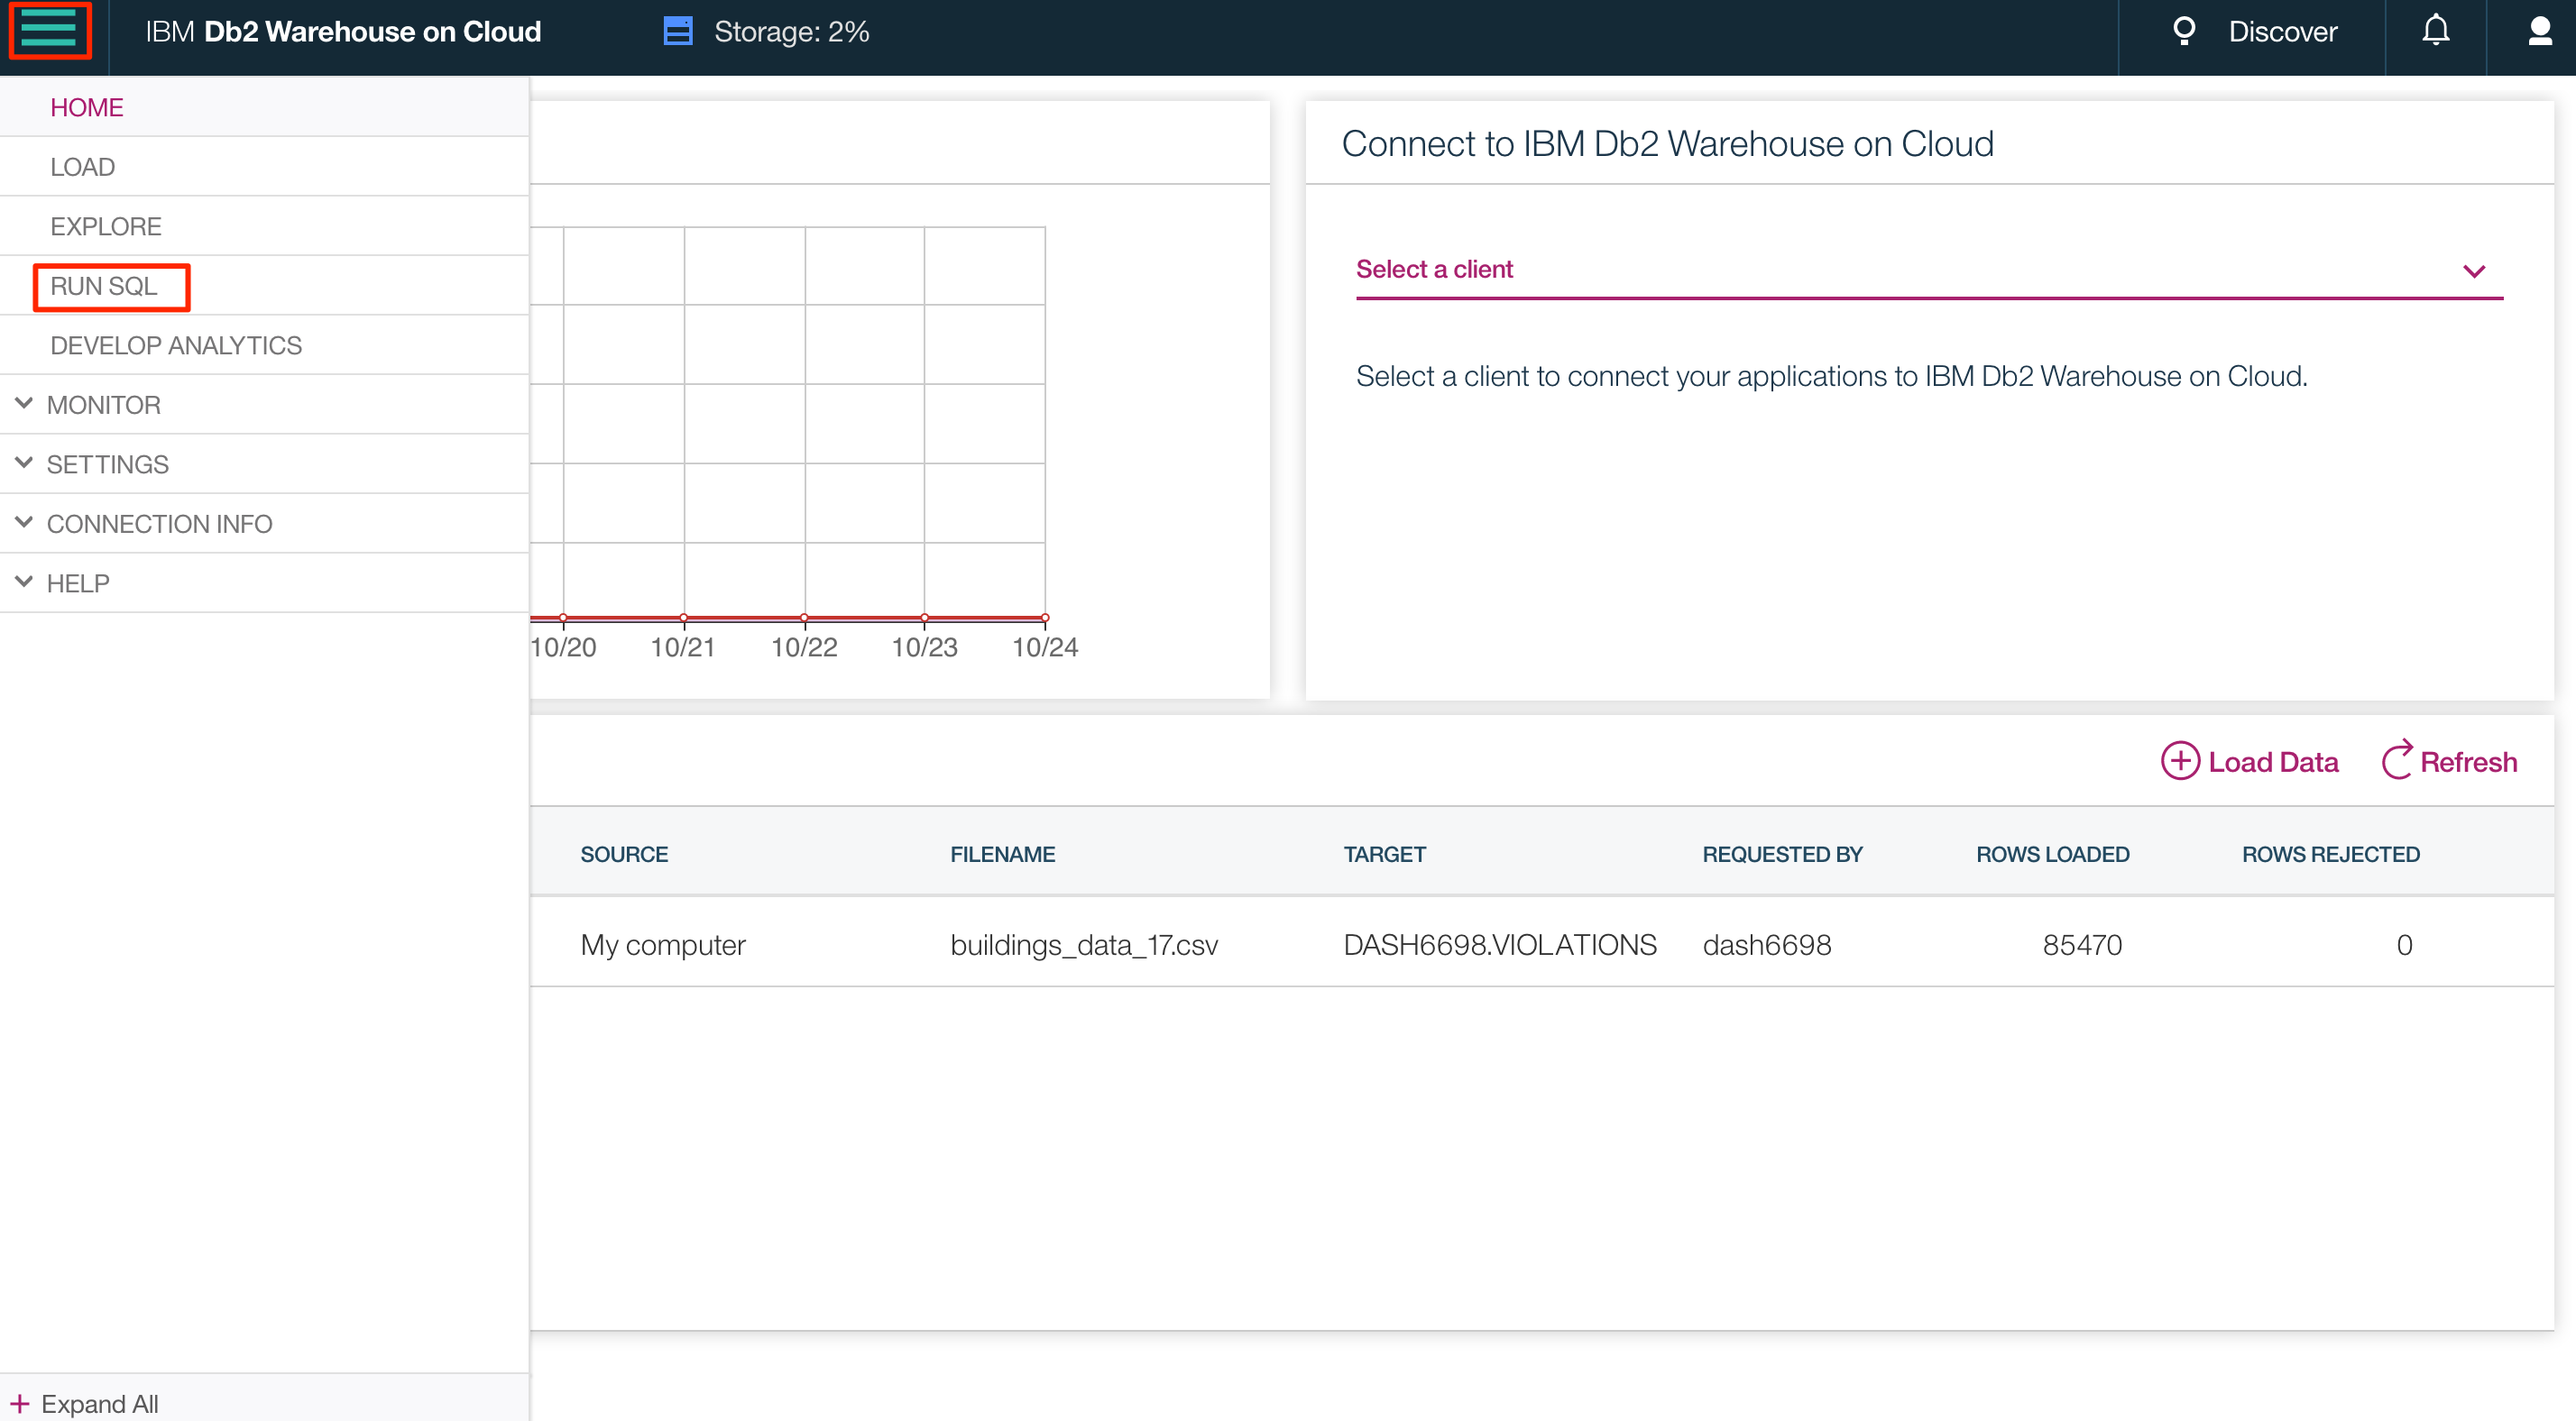 IBM Db2 Warehouse on Cloud
Storage: 2%
Discover
HOME
LOAD
EXPLORE
RUN SQL
DEVELOP ANALYTICS
MONITOR
SETTINGS
CONNECTION INFO
HELP
Expand All
10/20 10/21 10/22 10/23 10/24
Connect to IBM Db2 Warehouse on Cloud
Select a client
Select a client to connect your applications to IBM Db2 Warehouse on Cloud.
Load Data Refresh
SOURCE FILENAME TARGET REQUESTED BY ROWS LOADED ROWS REJECTED
My computer buildings_data_17.csv DASH6698.VIOLATIONS dash6698 85470 0